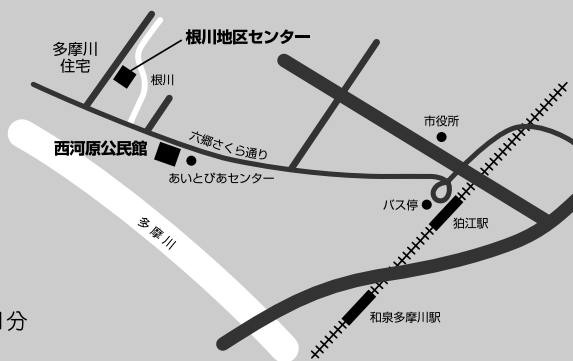 根川地区センター
多摩川
住宅
根川
市役所
六郷さくら通り
西河原公民館
あいとぴあセンター
バス停
狛江駅
多摩川
和泉多摩川駅
分